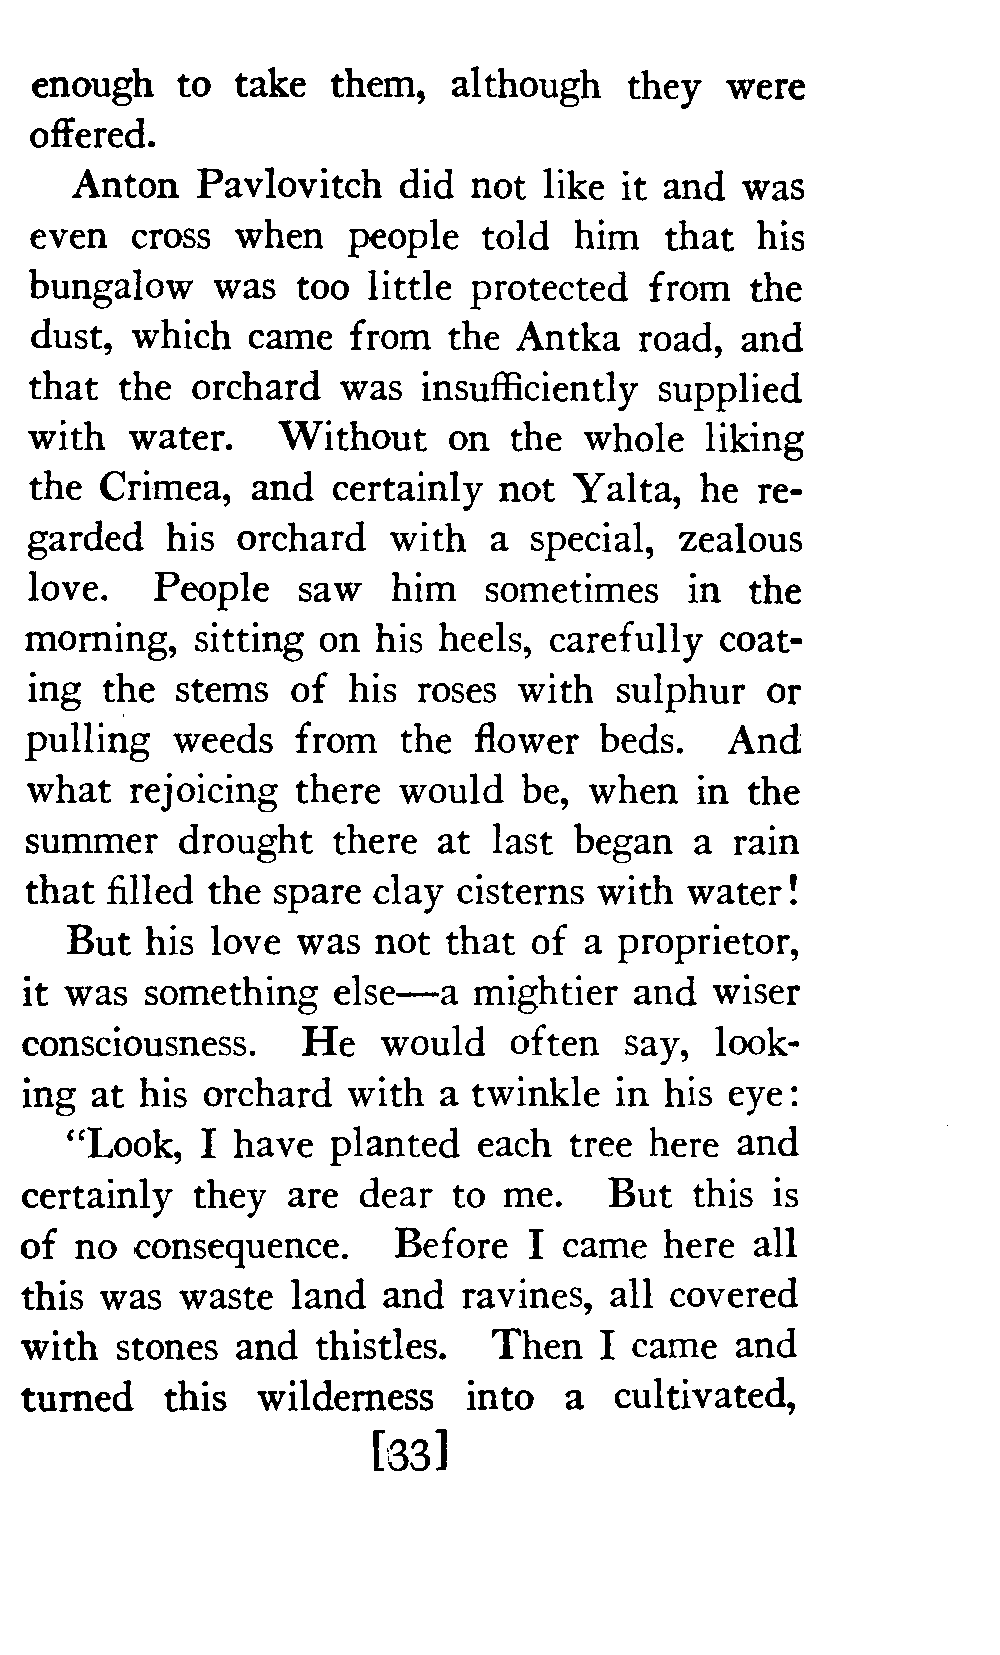 enough to take them, although they were
offered.
Anton Pavlovitch did not like it and was
even cross when people told him that his
bungalow was too little protected from the
dust, which came from the Antka road, and
that the orchard was insufficiently supplied
with water. Without on the whole liking
the Crimea, and certainly not Yalta, he re-
garded his orchard with a special, zealous
love. People saw him sometimes in the
morning, sitting on his heels, carefully coat-
ing the stems of his roses with sulphur or
pulling weeds from the flower beds. And
what rejoicing there would be, when in the
summer drought there at last began a rain
that filled the spare clay cisterns with water!
But his love was not that of a proprietor,
it was something else—a mightier and wiser
consciousness. He would often say, look-
ing at his orchard with a twinkle in his eye:
“Look, I have planted each tree here and
certainly they are dear to me. But this is
of no consequence. Before I came here all
this was waste land and ravines, all covered
with stones and thistles. Then I came and
turned this wilderness into a cultivated,
[33]